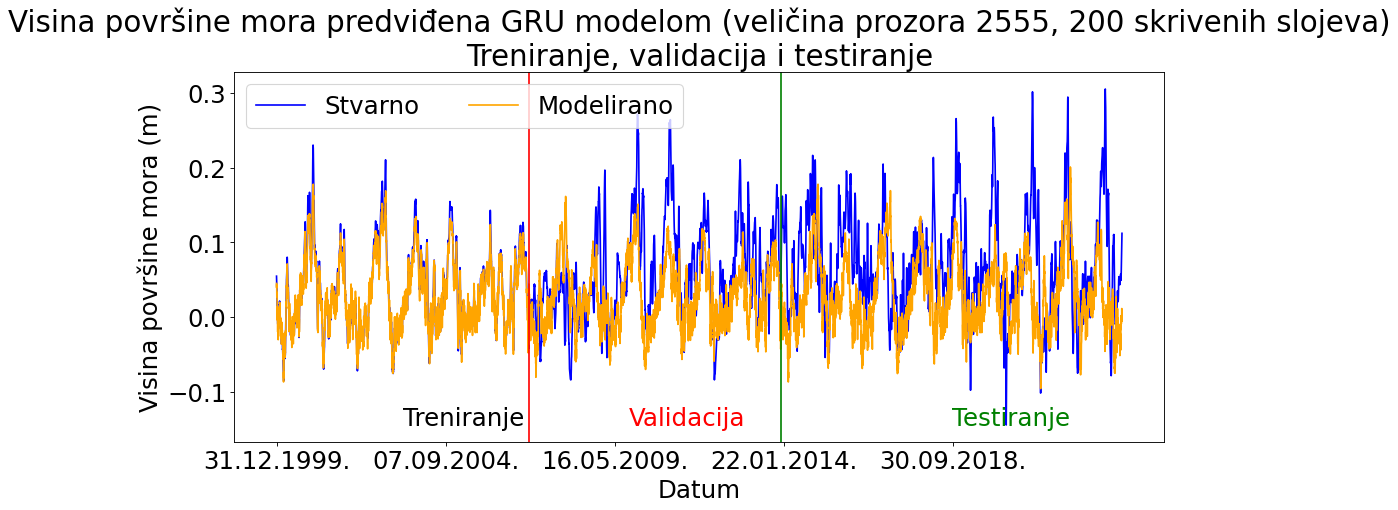 Visina površine mora predviđena GRU modelom (veličina prozora 2555, 200 skrivenih slojeva)
Treniranje, validacija i testiranje
Stvarno
Modelirano
Visina površine mora (m)
0.3
0.2
0.1
0.0
−0.1
Treniranje
Validacija
Testiranje
31.12.1999.
07.09.2004.
16.05.2009.
22.01.2014.
30.09.2018.
Datum